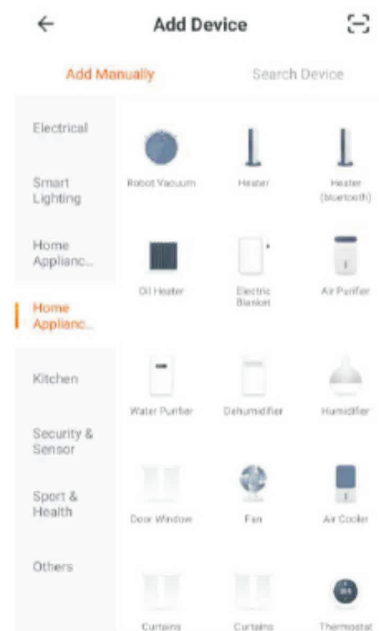 Add Device
Add Manually
Search Device
Electrical
Smart
Lighting
Home
Applianc...
Home
Applianc...
Kitchen
Security &
Sensor
Sport &
Health
Others
Robot Vacuum
Heater
Heater
(bluetooth)
Oil Heater
Electric
Blanket
Air Purifier
Water Purifier
Dehumidifier
Humidifier
Door Window
Fan
Air Cooler
Curtains
Curtains
Thermostat